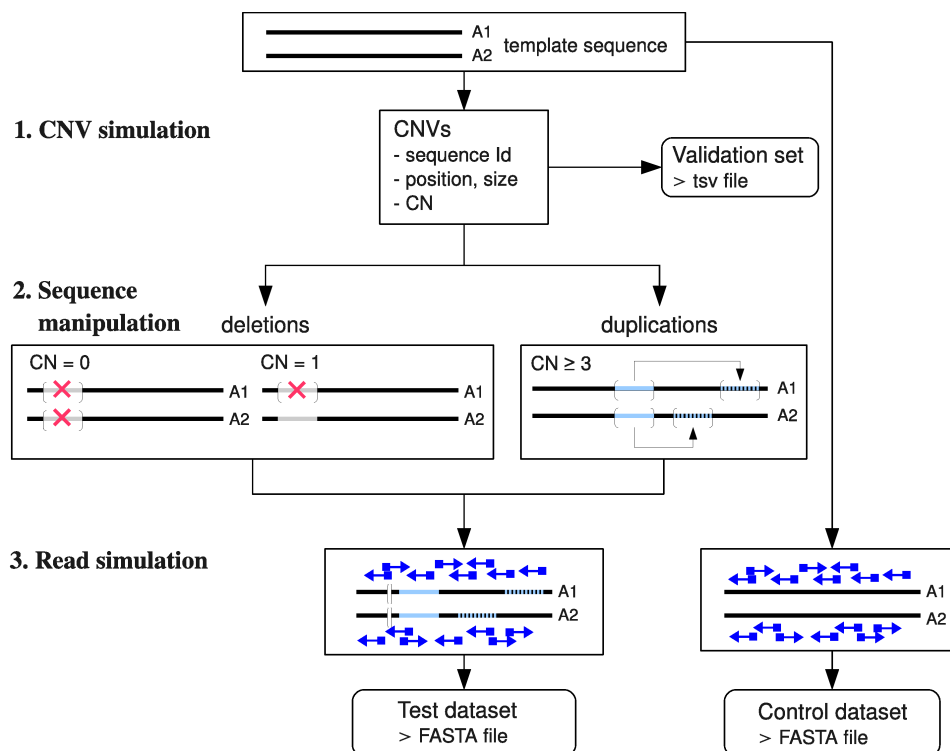 A1
template sequence
A2
1. CNV simulation
CNVs
- sequence Id
- position, size
- CN
Validation set
> tsv file
2. Sequence
manipulation
deletions
duplications
CN = 0
CN = 1
A1
A2
CN ≥ 3
A1
A2
3. Read simulation
A1
A2
A1
A2
Test dataset
> FASTA file
Control dataset
> FASTA file